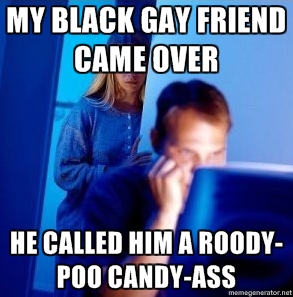 MY BLACK GAY FRIEND
CAME OVER
HE CALLED HIM A ROODY-
POO CANDY-ASS
memegenerator.net